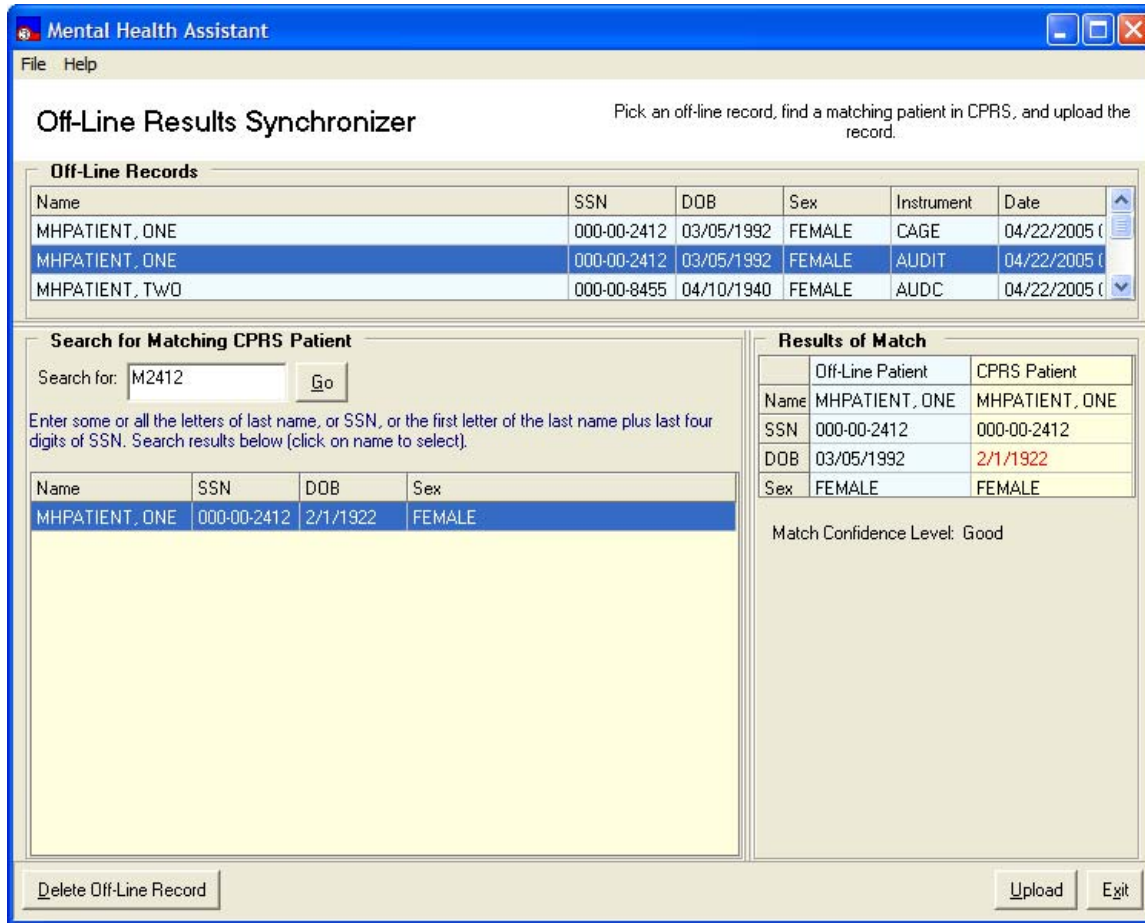 Mental Health Assistant
File Help
Off-Line Results Synchronizer
Pick an off-line record, find a matching patient in CPRS, and upload the
record.
Off-Line Records
Name SSN DOB Sex Instrument Date
MHPATIENT, ONE 000-00-2412 03/05/1992 FEMALE CAGE 04/22/2005 (
MHPATIENT, ONE 000-00-2412 03/05/1992 FEMALE AUDIT 04/22/2005 (
MHPATIENT, TWO 000-00-8455 04/10/1940 FEMALE AUDC 04/22/2005 (
Search for Matching CPRS Patient
Search for: M2412 Go
Enter some or all the letters of last name, or SSN, or the first letter of the last name plus last four
digits of SSN. Search results below (click on name to select).
Name SSN DOB Sex
MHPATIENT, ONE 000-00-2412 2/1/1922 FEMALE
Results of Match
Off-Line Patient CPRS Patient
Name MHPATIENT, ONE MHPATIENT, ONE
SSN 000-00-2412 000-00-2412
DOB 03/05/1992 2/1/1922
Sex FEMALE FEMALE
Match Confidence Level: Good
Delete Off-Line Record Upload Exit